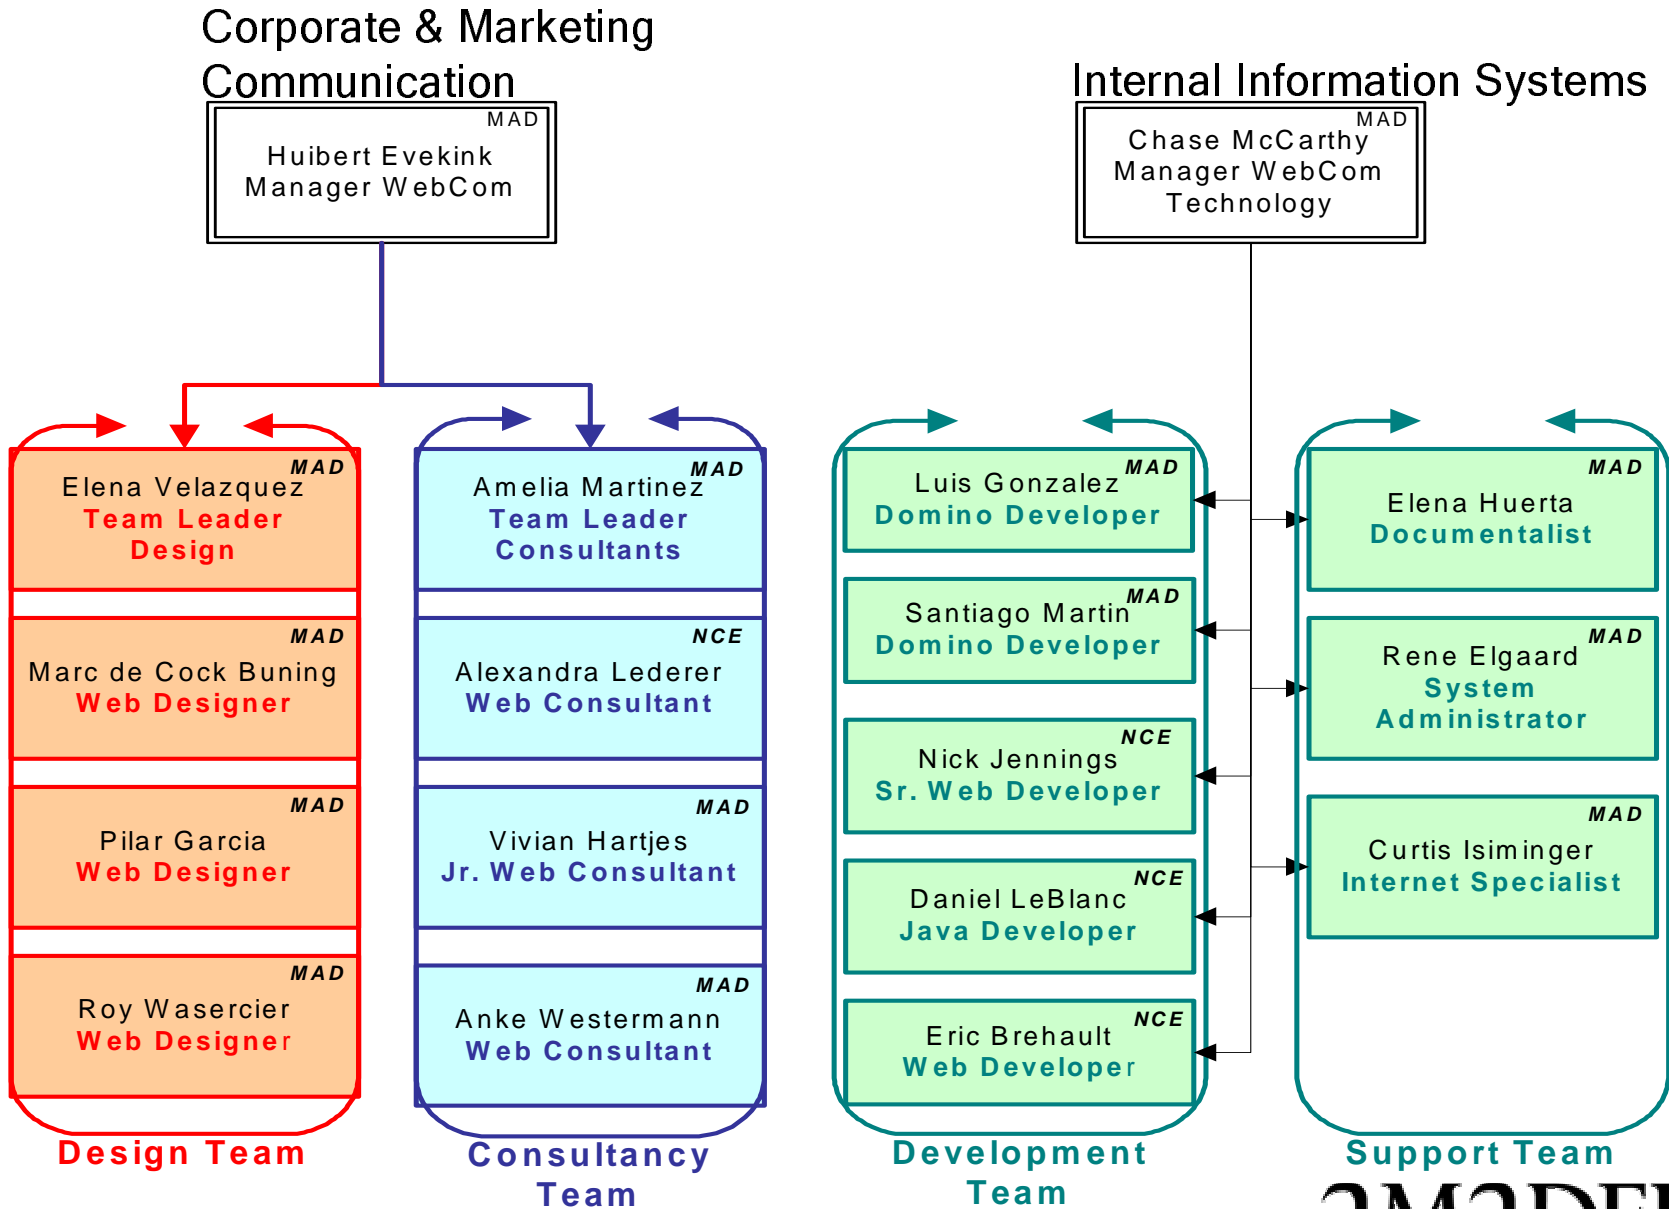 Corporate & Marketing
Communication
MAD
Huibert Evekink
Manager WebCom
Internal Information Systems
MAD
Chase McCarthy
Manager WebCom
Technology
MAD
Elena Velazquez
Team Leader
Design
MAD
Marc de Cock Buning
Web Designer
MAD
Pilar Garcia
Web Designer
MAD
Roy Wasercier
Web Designer
Design Team
MAD
Amelia Martinez
Team Leader
Consultants
NCE
Alexandra Lederer
Web Consultant
MAD
Vivian Hartjes
Jr. Web Consultant
MAD
Anke Westermann
Web Consultant
Consultancy
Team
MAD
Luis Gonzalez
Domino Developer
MAD
Santiago Martin
Domino Developer
NCE
Nick Jennings
Sr. Web Developer
NCE
Daniel LeBlanc
Java Developer
NCE
Eric Brehault
Web Developer
Development
Team
MAD
Elena Huerta
Documentalist
MAD
Rene Elgaard
System
Administrator
MAD
Curtis Isiminger
Internet Specialist
Support Team